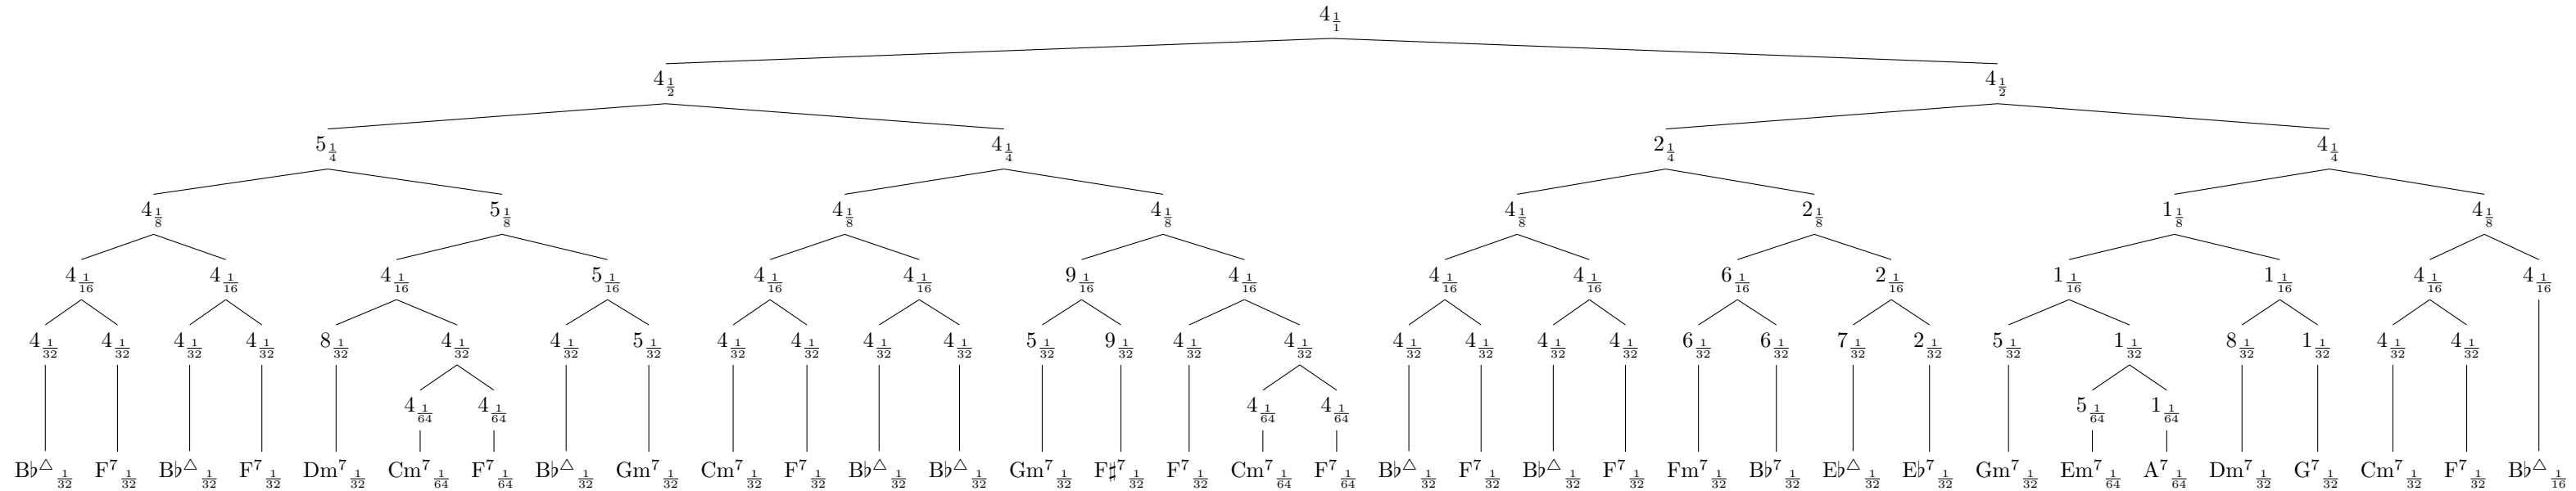 4 1/1
4 1/2 4 1/2
5 1/4 4 1/4 2 1/4 4 1/4
4 1/8 5 1/8 4 1/8 4 1/8 4 1/8 2 1/8 1 1/8 4 1/8
4 1/16 4 1/16 4 1/16 5 1/16 4 1/16 4 1/16 9 1/16 4 1/16 4 1/16 4 1/16 6 1/16 2 1/16 1 1/16 1 1/16 4 1/16 4 1/16
4 1/32 4 1/32 4 1/32 4 1/32 8 1/32 4 1/32 4 1/32 5 1/32 4 1/32 4 1/32 4 1/32 4 1/32 5 1/32 9 1/32 4 1/32 4 1/32 4 1/32 4 1/32 4 1/32 4 1/32 6 1/32 6 1/32 7 1/32 2 1/32 5 1/32 1 1/32 8 1/32 1 1/32 4 1/32 4 1/32
4 1/64 4 1/64 4 1/64 4 1/64 5 1/64 1 1/64
B♭△ 1/32 F⁷ 1/32 B♭△ 1/32 F⁷ 1/32 Dm⁷ 1/32 Cm⁷ 1/64 F⁷ 1/64 B♭△ 1/32 Gm⁷ 1/32 Cm⁷ 1/32 F⁷ 1/32 B♭△ 1/32 B♭△ 1/32 Gm⁷ 1/32 F♯⁷ 1/32 F⁷ 1/32 Cm⁷ 1/64 F⁷ 1/64 B♭△ 1/32 F⁷ 1/32 B♭△ 1/32 F⁷ 1/32 Fm⁷ 1/32 B♭⁷ 1/32 E♭△ 1/32 E♭⁷ 1/32 Gm⁷ 1/32 Em⁷ 1/64 A⁷ 1/64 Dm⁷ 1/32 G⁷ 1/32 Cm⁷ 1/32 F⁷ 1/32 B♭△ 1/16